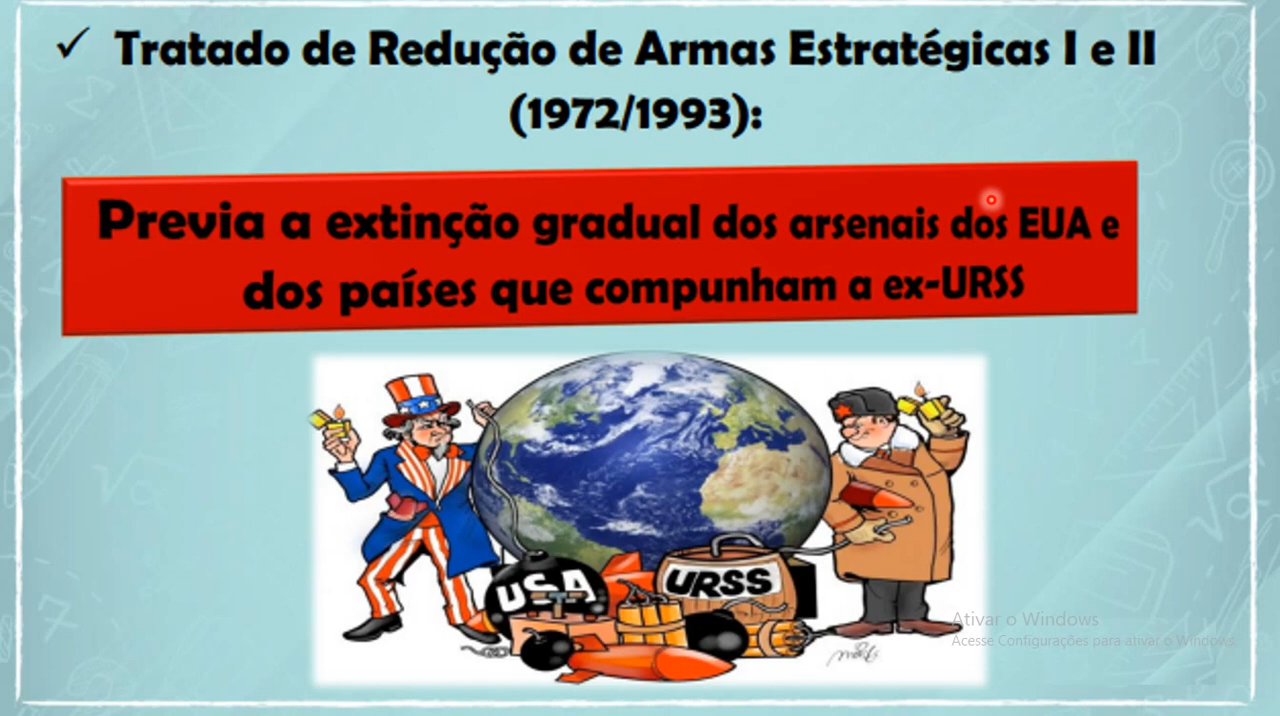 ✓ Tratado de Redução de Armas Estratégicas I e II
(1972/1993):
Previa a extinção gradual dos arsenais dos EUA e
dos países que compunham a ex-URSS
USA
URSS
Ativar o Windows
Acesse Configurações para ativar o Windows.